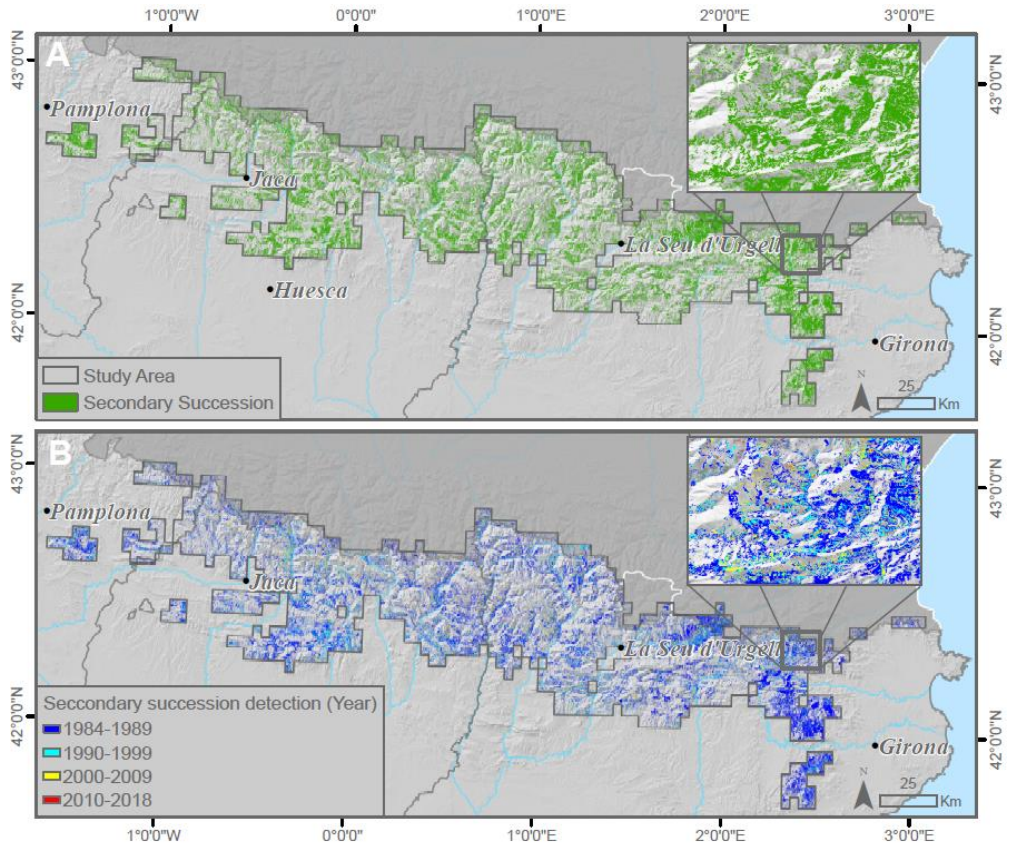 1°0'0"W 0°0'0"E 1°0'0"E 2°0'0"E 3°0'0"E
A
43°0'0"N
43°0'0"N
Pamplona
Jaca
La Seu d'Urgell
Huesca
42°0'0"N
42°0'0"N
Girona
Study Area
Secondary Succession
N
25
Km
B
43°0'0"N
43°0'0"N
Pamplona
Jaca
La Seu d'Urgell
Seccondary succession detection (Year)
1984-1989
1990-1999
2000-2009
2010-2018
42°0'0"N
42°0'0"N
Girona
N
25
Km
1°0'0"W 0°0'0"E 1°0'0"E 2°0'0"E 3°0'0"E